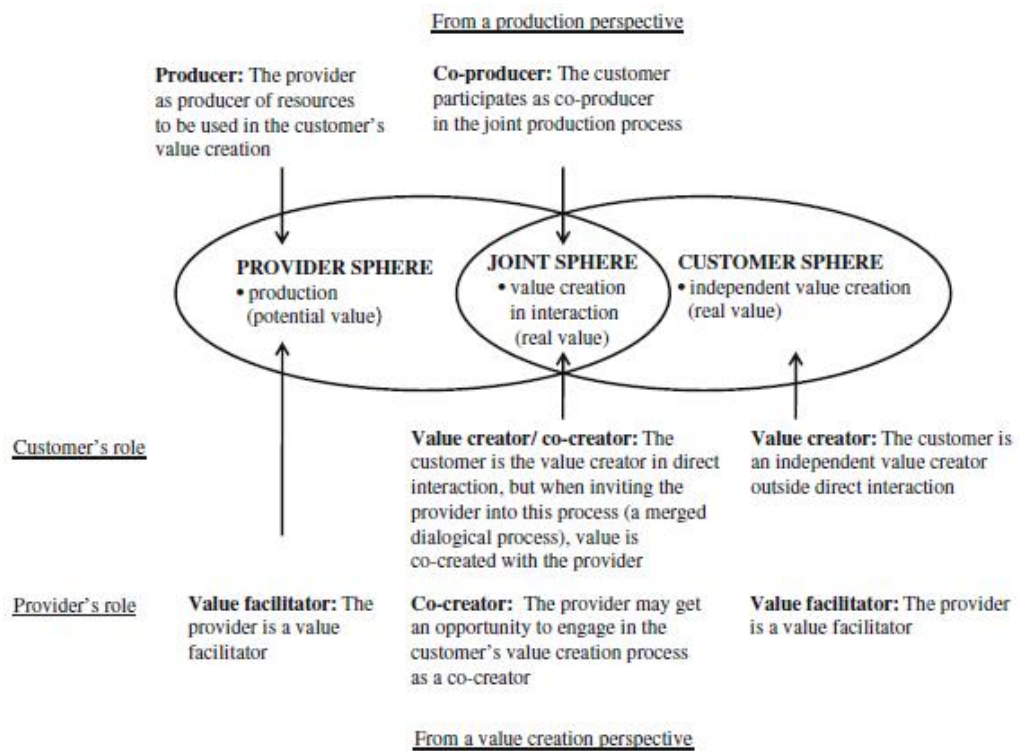 From a production perspective
Producer: The provider
as producer of resources
to be used in the customer's
value creation
Co-producer: The customer
participates as co-producer
in the joint production process
PROVIDER SPHERE
• production
(potential value)
JOINT SPHERE
• value creation
in interaction
(real value)
CUSTOMER SPHERE
• independent value creation
(real value)
Customer's role
Value creator/ co-creator: The
customer is the value creator in direct
interaction, but when inviting the
provider into this process (a merged
dialogical process), value is
co-created with the provider
Value creator: The customer is
an independent value creator
outside direct interaction
Provider's role
Value facilitator: The
provider is a value
facilitator
Co-creator: The provider may get
an opportunity to engage in the
customer's value creation process
as a co-creator
Value facilitator: The provider
is a value facilitator
From a value creation perspective